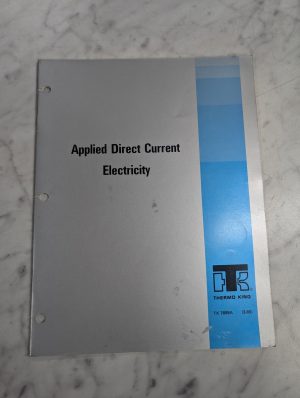 Applied Direct Current
Electricity
THERMO KING